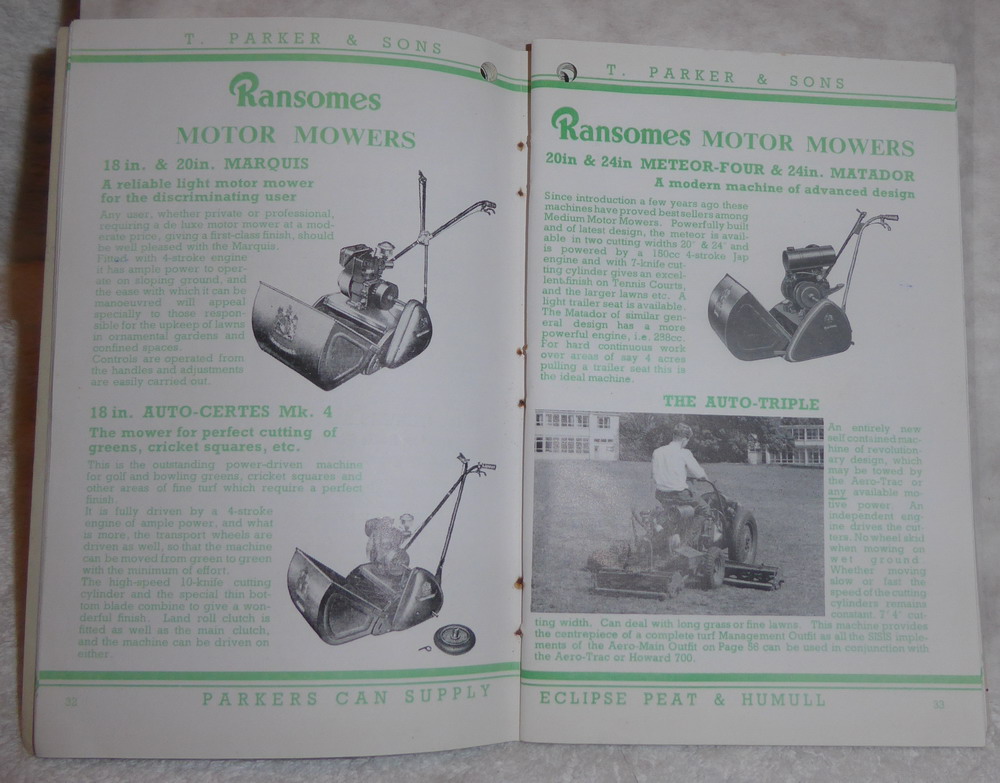 T. PARKER & SONS
Ransomes
MOTOR MOWERS
18 in. & 20in. MARQUIS
A reliable light motor mower
for the discriminating user
Any user, whether private or professional,
requiring a de luxe motor mower at a mod-
erate price, giving a first-class finish, should
be well pleased with the Marquis.
Fitted with 4-stroke engine
it has ample power to oper-
ate on sloping ground, and
the ease with which it can be
manoeuvred will appeal
specially to those respon-
sible for the upkeep of lawns
in ornamental gardens and
confined spaces.
Controls are operated from
the handles and adjustments
are easily carried out.
18 in. AUTO-CERTES Mk. 4
The mower for perfect cutting of
greens, cricket squares, etc.
This is the outstanding power-driven machine
for golf and bowling greens, cricket squares and
other areas of fine turf which require a perfect
finish.
It is fully driven by a 4-stroke
engine of ample power, and what
is more, the transport wheels are
driven as well, so that the machine
can be moved from green to green
with the minimum of effort.
The high-speed 10-knife cutting
cylinder and the special thin bot-
tom blade combine to give a won-
derful finish. Land roll clutch is
fitted as well as the main clutch,
and the machine can be driven on
either.
32
PARKERS CAN SUPPLY
T. PARKER & SONS
Ransomes MOTOR MOWERS
20in & 24in METEOR-FOUR & 24in. MATADOR
A modern machine of advanced design
Since introduction a few years ago these
machines have proved best sellers among
Medium Motor Mowers. Powerfully built
and of latest design, the meteor is avail-
able in two cutting widths 20" & 24" and
is powered by a 150cc 4-stroke Jap
engine and with 7-knife cut-
ting cylinder gives an excel-
lent finish on Tennis Courts,
and the larger lawns etc. A
light trailer seat is available.
The Matador of similar gen-
eral design has a more
powerful engine, i.e. 288cc.
For hard continuous work
over areas of say 4 acres
pulling a trailer seat this is
the ideal machine.
THE AUTO-TRIPLE
An entirely new
self contained mac-
hine of revolution-
ary design, which
may be towed by
the Aero-Trac or
any available mo-
tive power. An
independent eng-
ine drives the cut-
ters. No wheel skid
when mowing on
wet ground.
Whether moving
slow or fast the
speed of the cutting
cylinders remains
constant. 7' 4" cut-
ting width. Can deal with long grass or fine lawns. This machine provides
the centrepiece of a complete turf Management Outfit as all the SISIS imple-
ments of the Aero-Main Outfit on Page 56 can be used in conjunction with
the Aero-Trac or Howard 700.
ECLIPSE PEAT & HUMULL
33